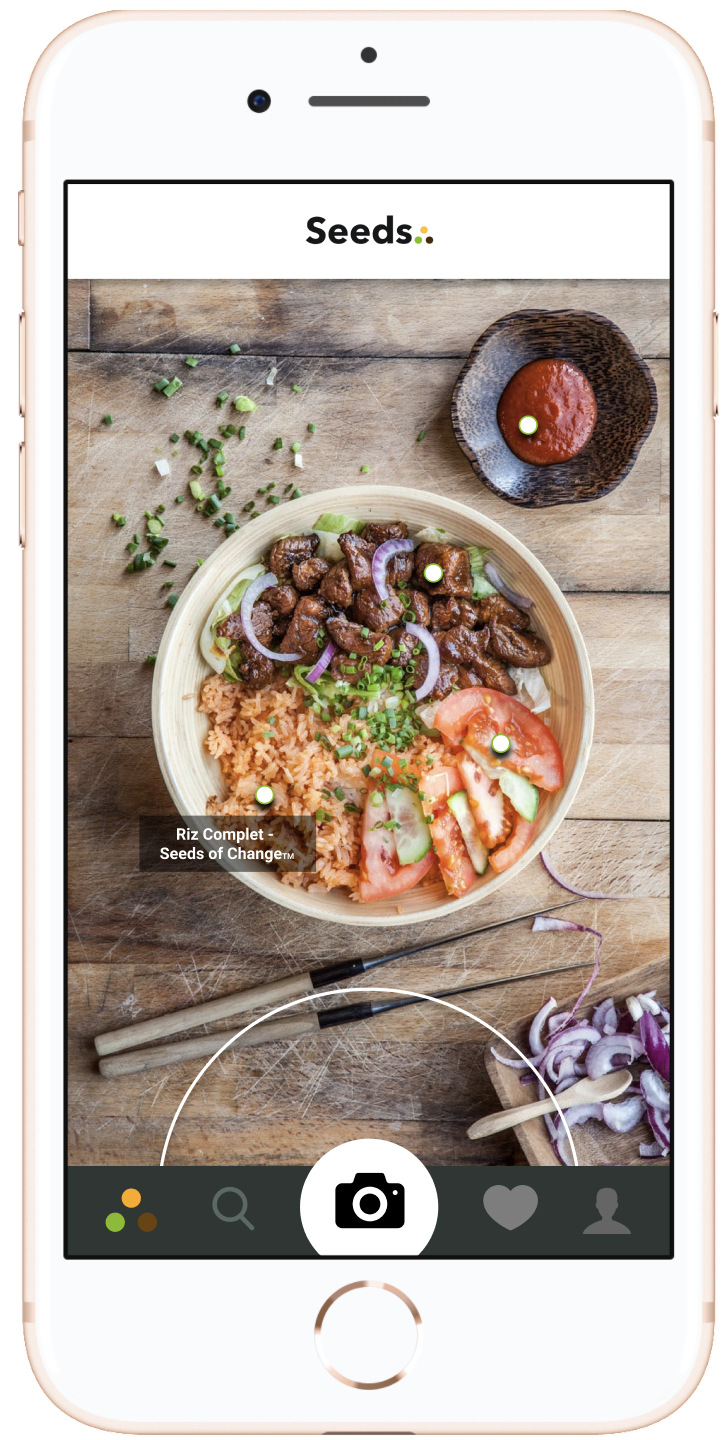 Seeds
Riz Complet -
Seeds of Change™